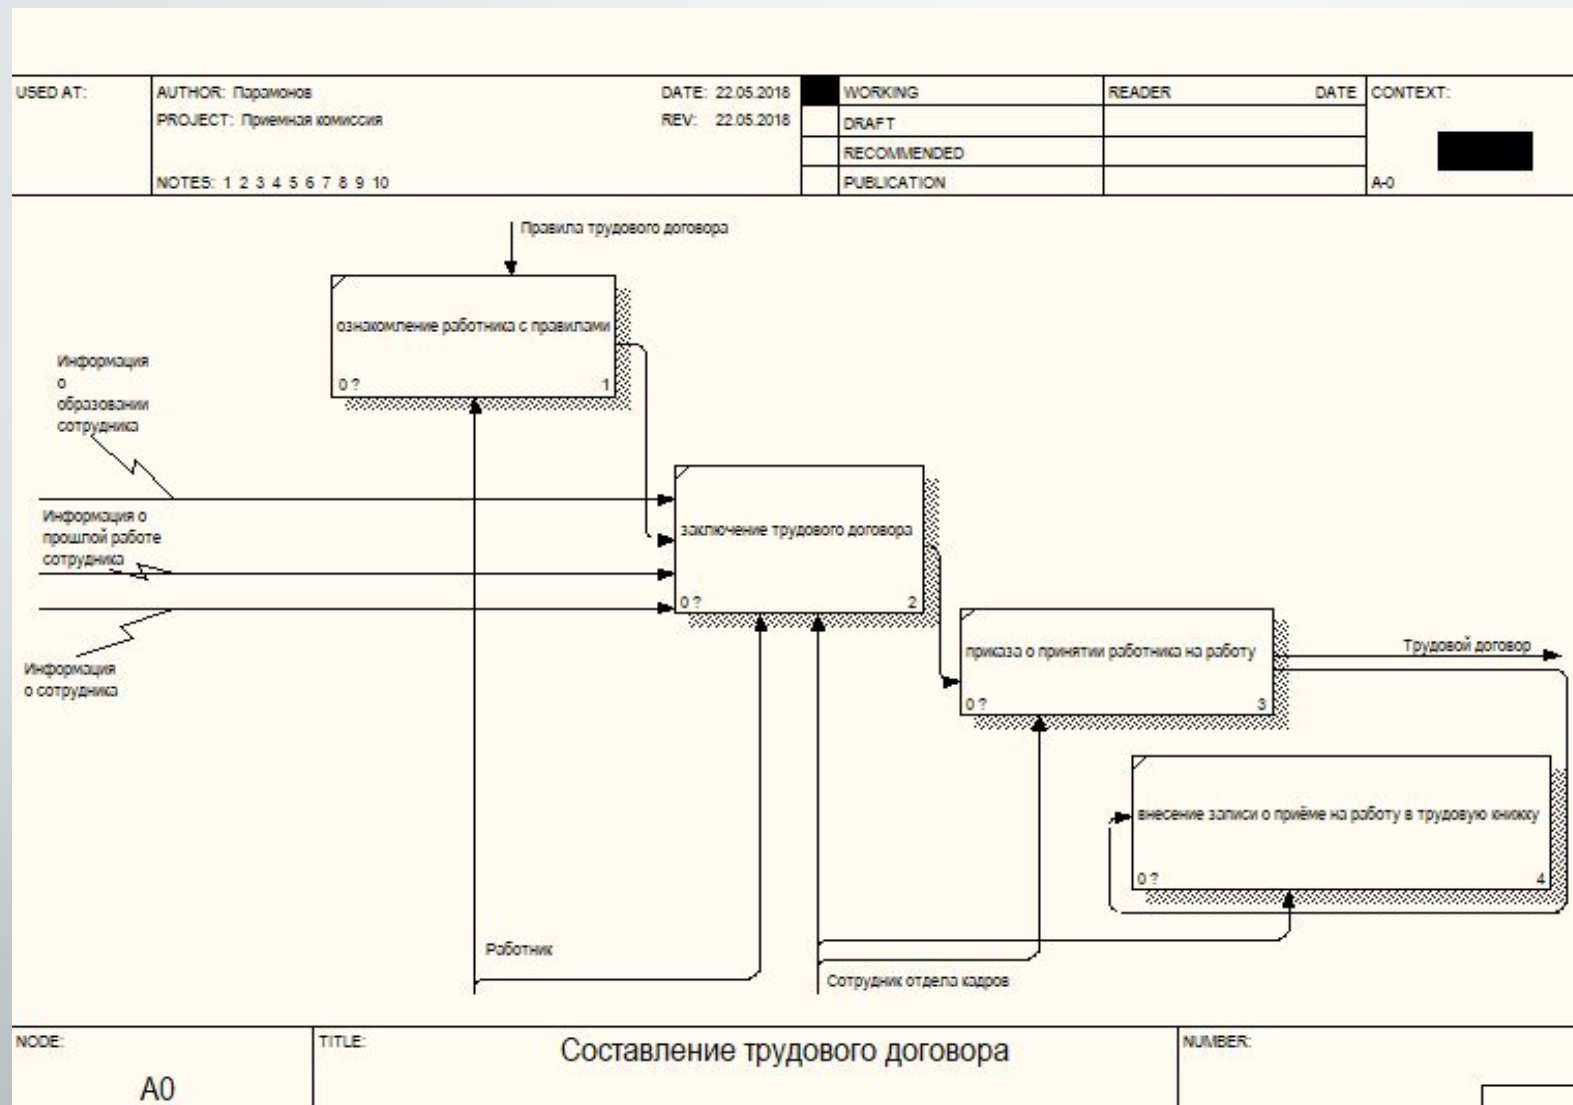 USED AT:
AUTHOR: Парамонов
DATE: 22.05.2018
WORKING
READER
DATE
CONTEXT:
PROJECT: Приемная комиссия
REV: 22.05.2018
DRAFT
RECOMMENDED
NOTES: 1 2 3 4 5 6 7 8 9 10
PUBLICATION
A-0
Правила трудового договора
ознакомление работника с правилами
0 ?
1
Информация
о
образовании
сотрудника
Информация о
прошлой работе
сотрудника
заключение трудового договора
0 ?
2
Информация
о сотрудника
приказа о принятии работника на работу
0 ?
3
Трудовой договор
внесение записи о приёме на работу в трудовую книжку
0 ?
4
Работник
Сотрудник отдела кадров
NODE:
A0
TITLE:
Составление трудового договора
NUMBER: